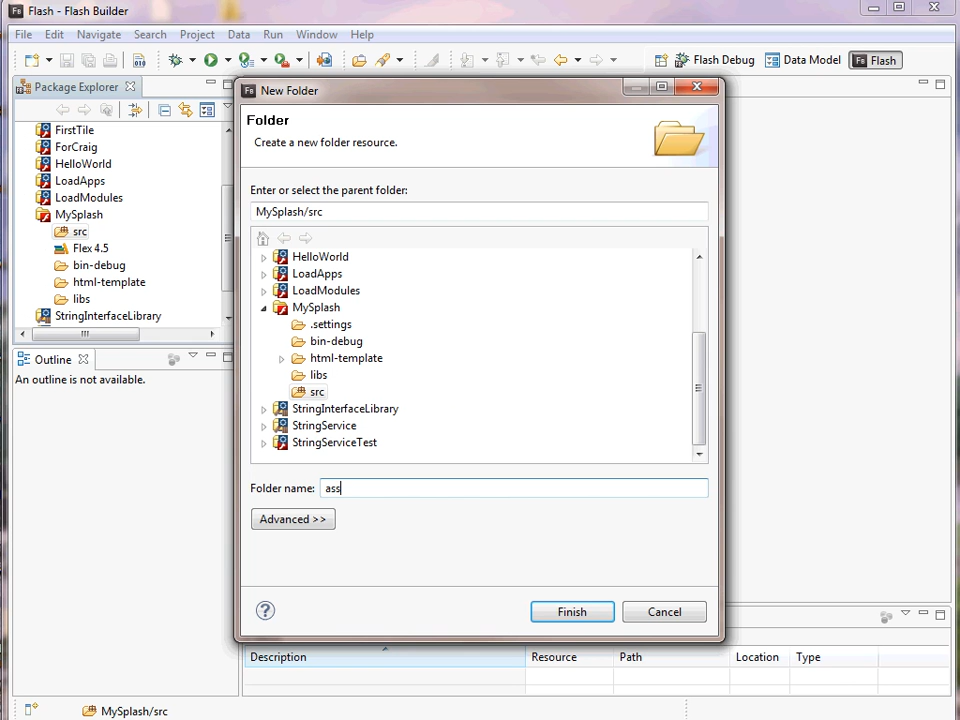 Fb Flash - Flash Builder
File Edit Navigate Search Project Data Run Window Help
Flash Debug Data Model Fb Flash
Package Explorer
FirstTile
ForCraig
HelloWorld
LoadApps
LoadModules
MySplash
src
Flex 4.5
bin-debug
html-template
libs
StringInterfaceLibrary
Outline
An outline is not available.
Fb New Folder
Folder
Create a new folder resource.
Enter or select the parent folder:
MySplash/src
HelloWorld
LoadApps
LoadModules
MySplash
.settings
bin-debug
html-template
libs
src
StringInterfaceLibrary
StringService
StringServiceTest
Folder name: ass
Advanced >>
? Finish Cancel
Description Resource Path Location Type
MySplash/src